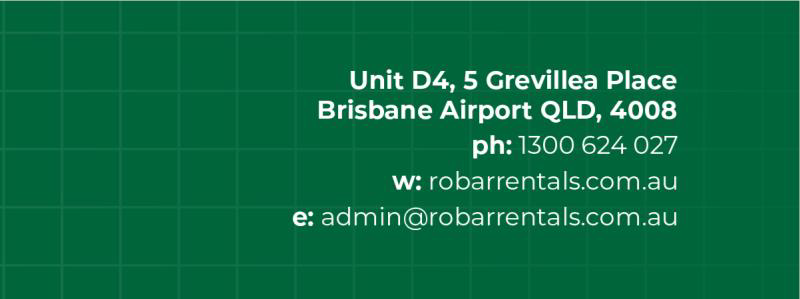 Unit D4, 5 Grevillea Place
Brisbane Airport QLD, 4008
ph: 1300 624 027
w: robarrentals.com.au
e: admin@robarrentals.com.au